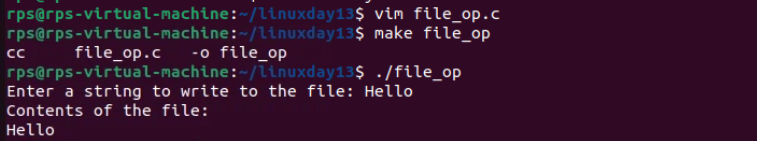 rps@rps-virtual-machine:~/linuxday13$ vim file_op.c
rps@rps-virtual-machine:~/linuxday13$ make file_op
cc     file_op.c   -o file_op
rps@rps-virtual-machine:~/linuxday13$ ./file_op
Enter a string to write to the file: Hello
Contents of the file:
Hello